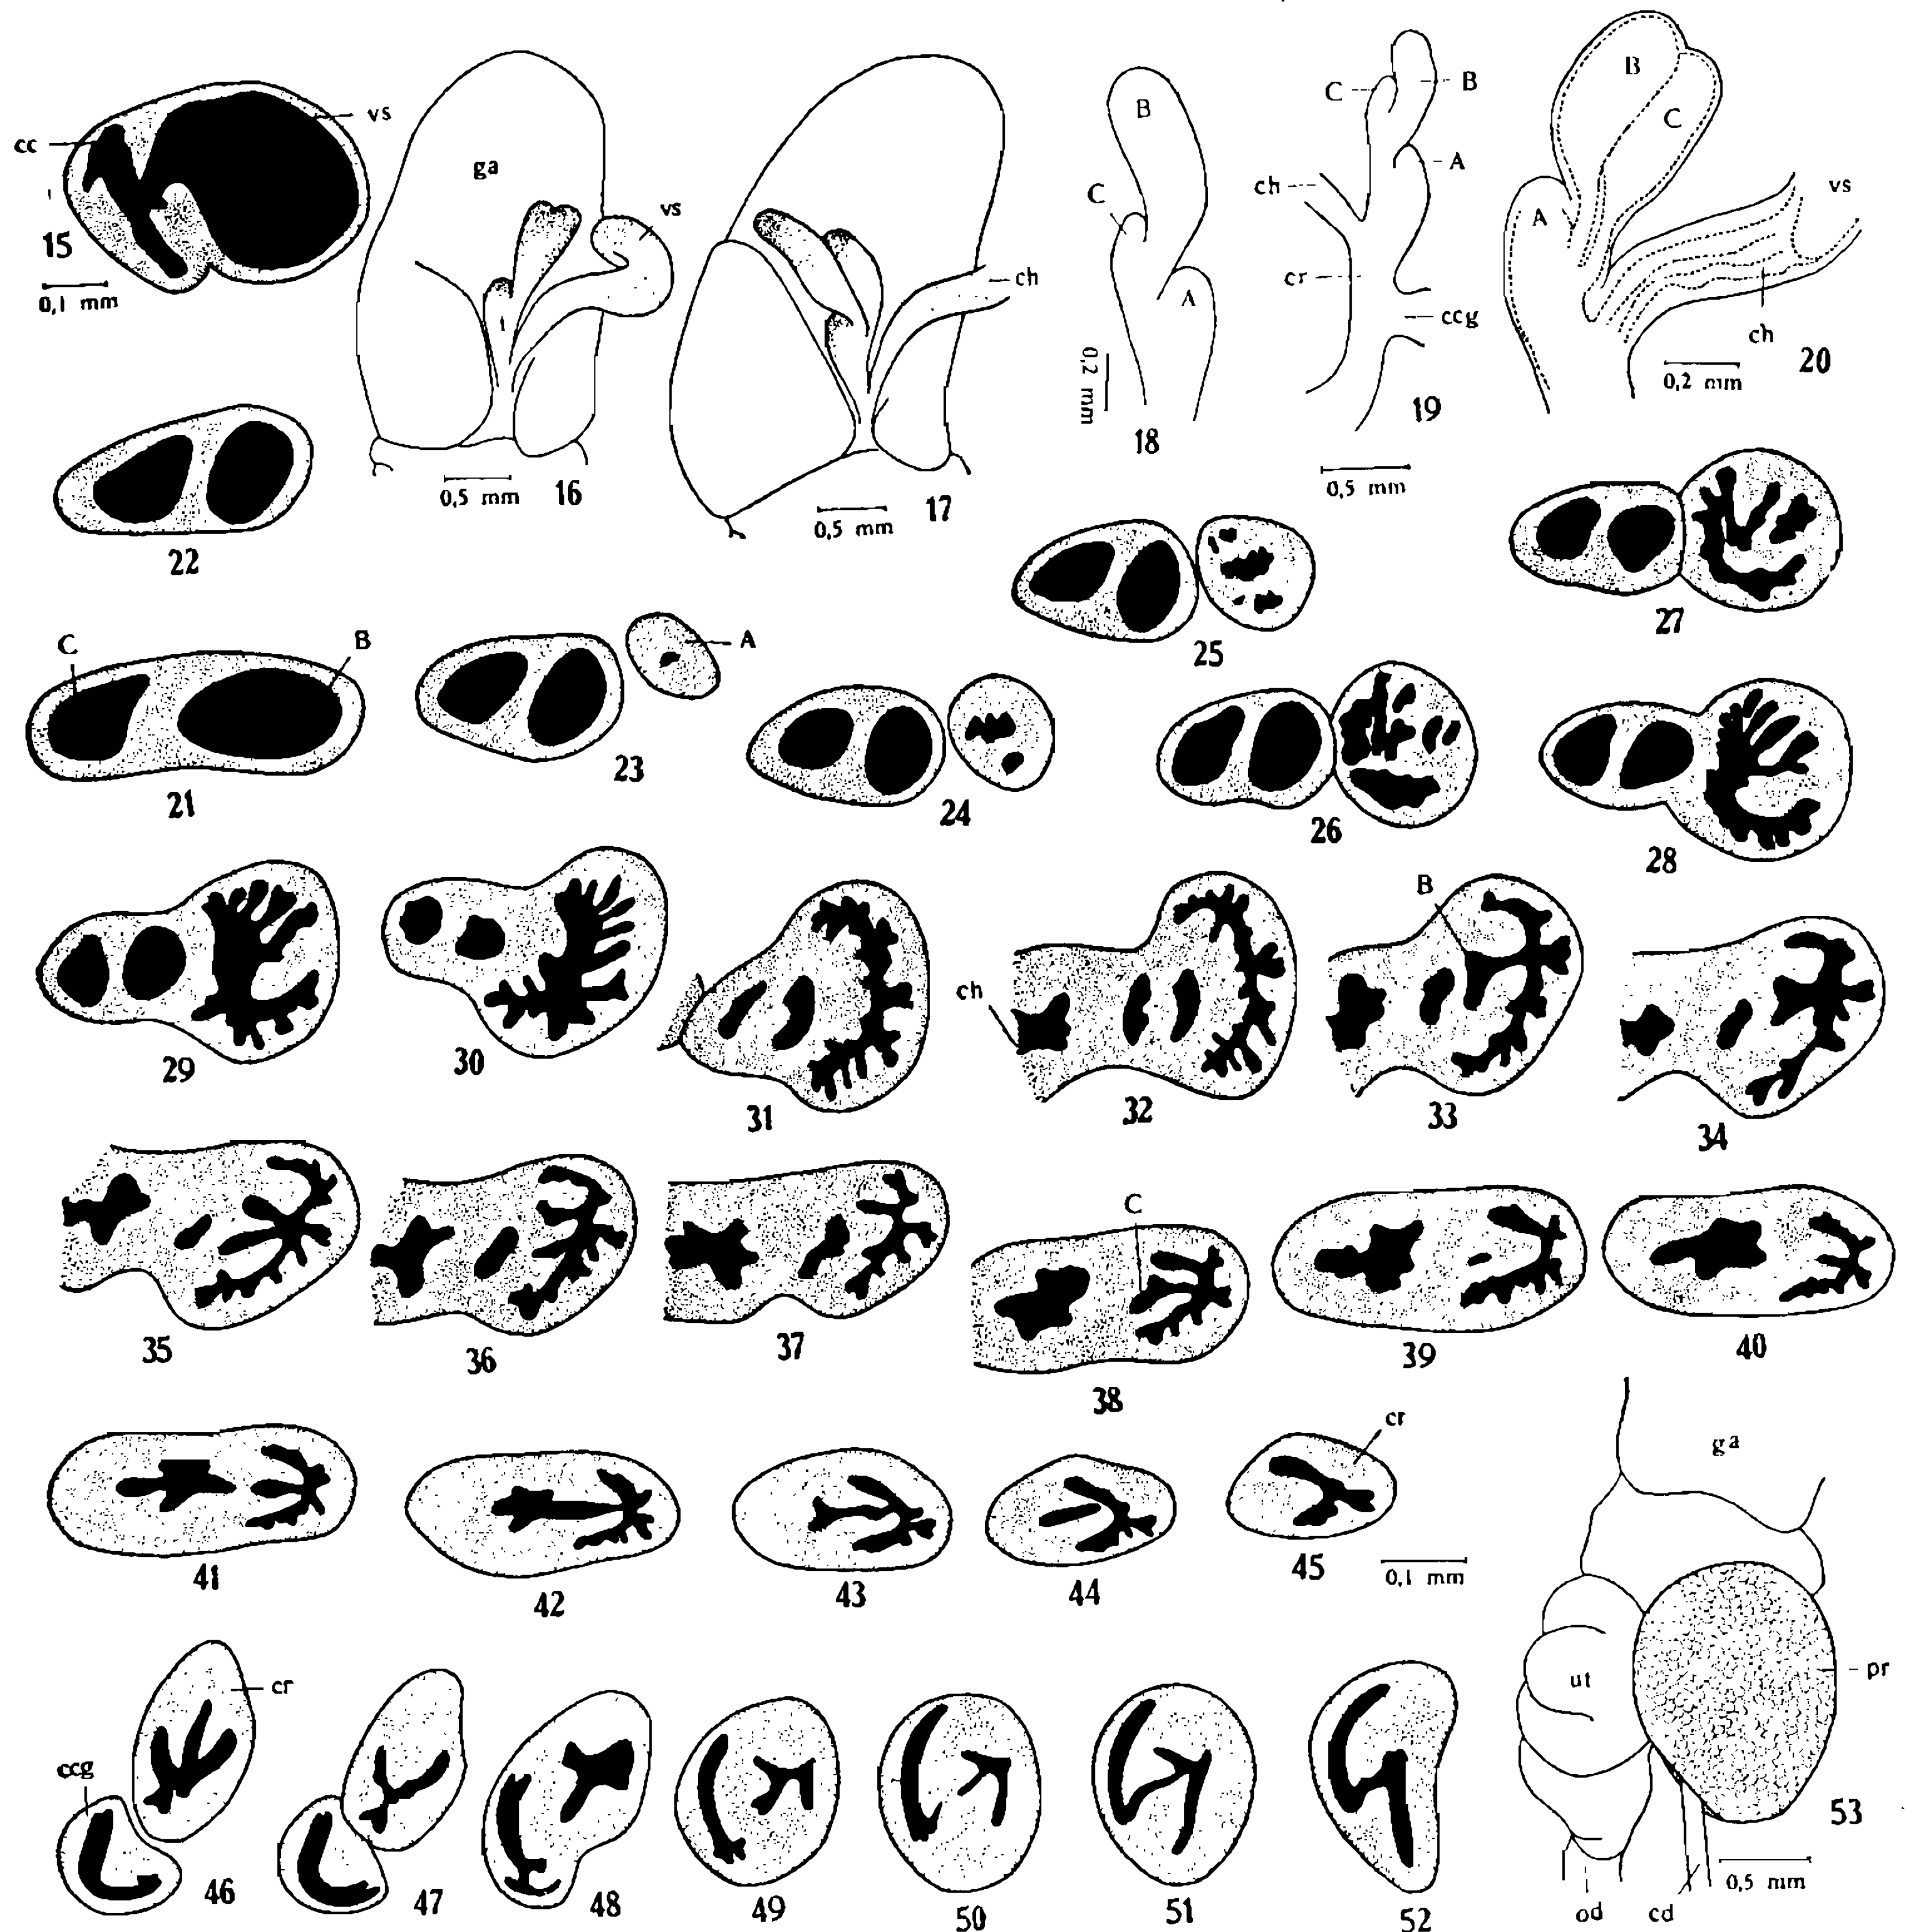 cc
vs
15
0,1 mm
ga
vs
t
0,5 mm 16
ch
0,5 mm 17
B
C
A
0,2 mm
18
C
B
A
ch
cr
ccg
19
0,5 mm
B
C
A
vs
ch
0,2 mm
20
22
C
B
21
A
23
24
25
26
27
28
29
30
31
ch
32
B
33
34
35
36
37
C
38
39
40
41
42
43
44
cr
45
0,1 mm
cr
ccg
46
47
48
49
50
51
52
ga
ut
pr
53
0,5 mm
od
cd